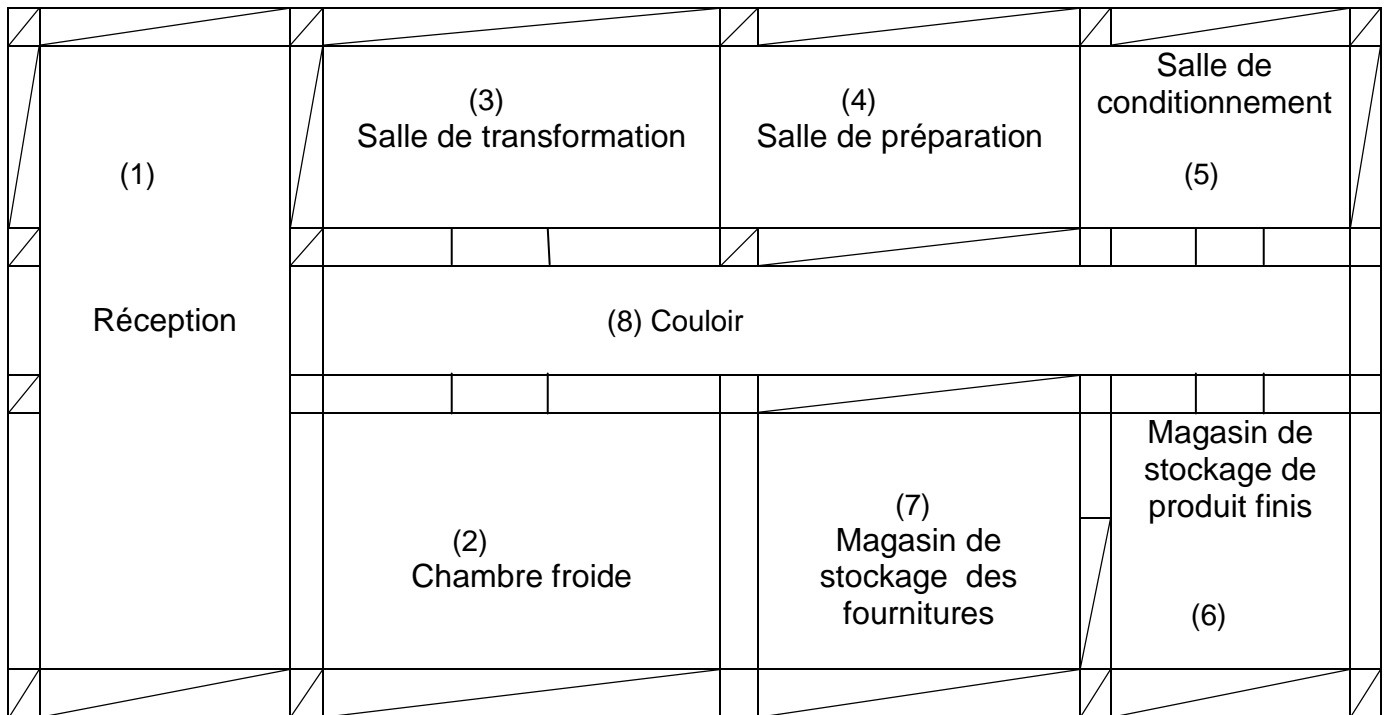 (1)
Réception
(3)
Salle de transformation
(4)
Salle de préparation
Salle de
conditionnement
(5)
(8) Couloir
(2)
Chambre froide
(7)
Magasin de
stockage des
fournitures
Magasin de
stockage de
produit finis
(6)